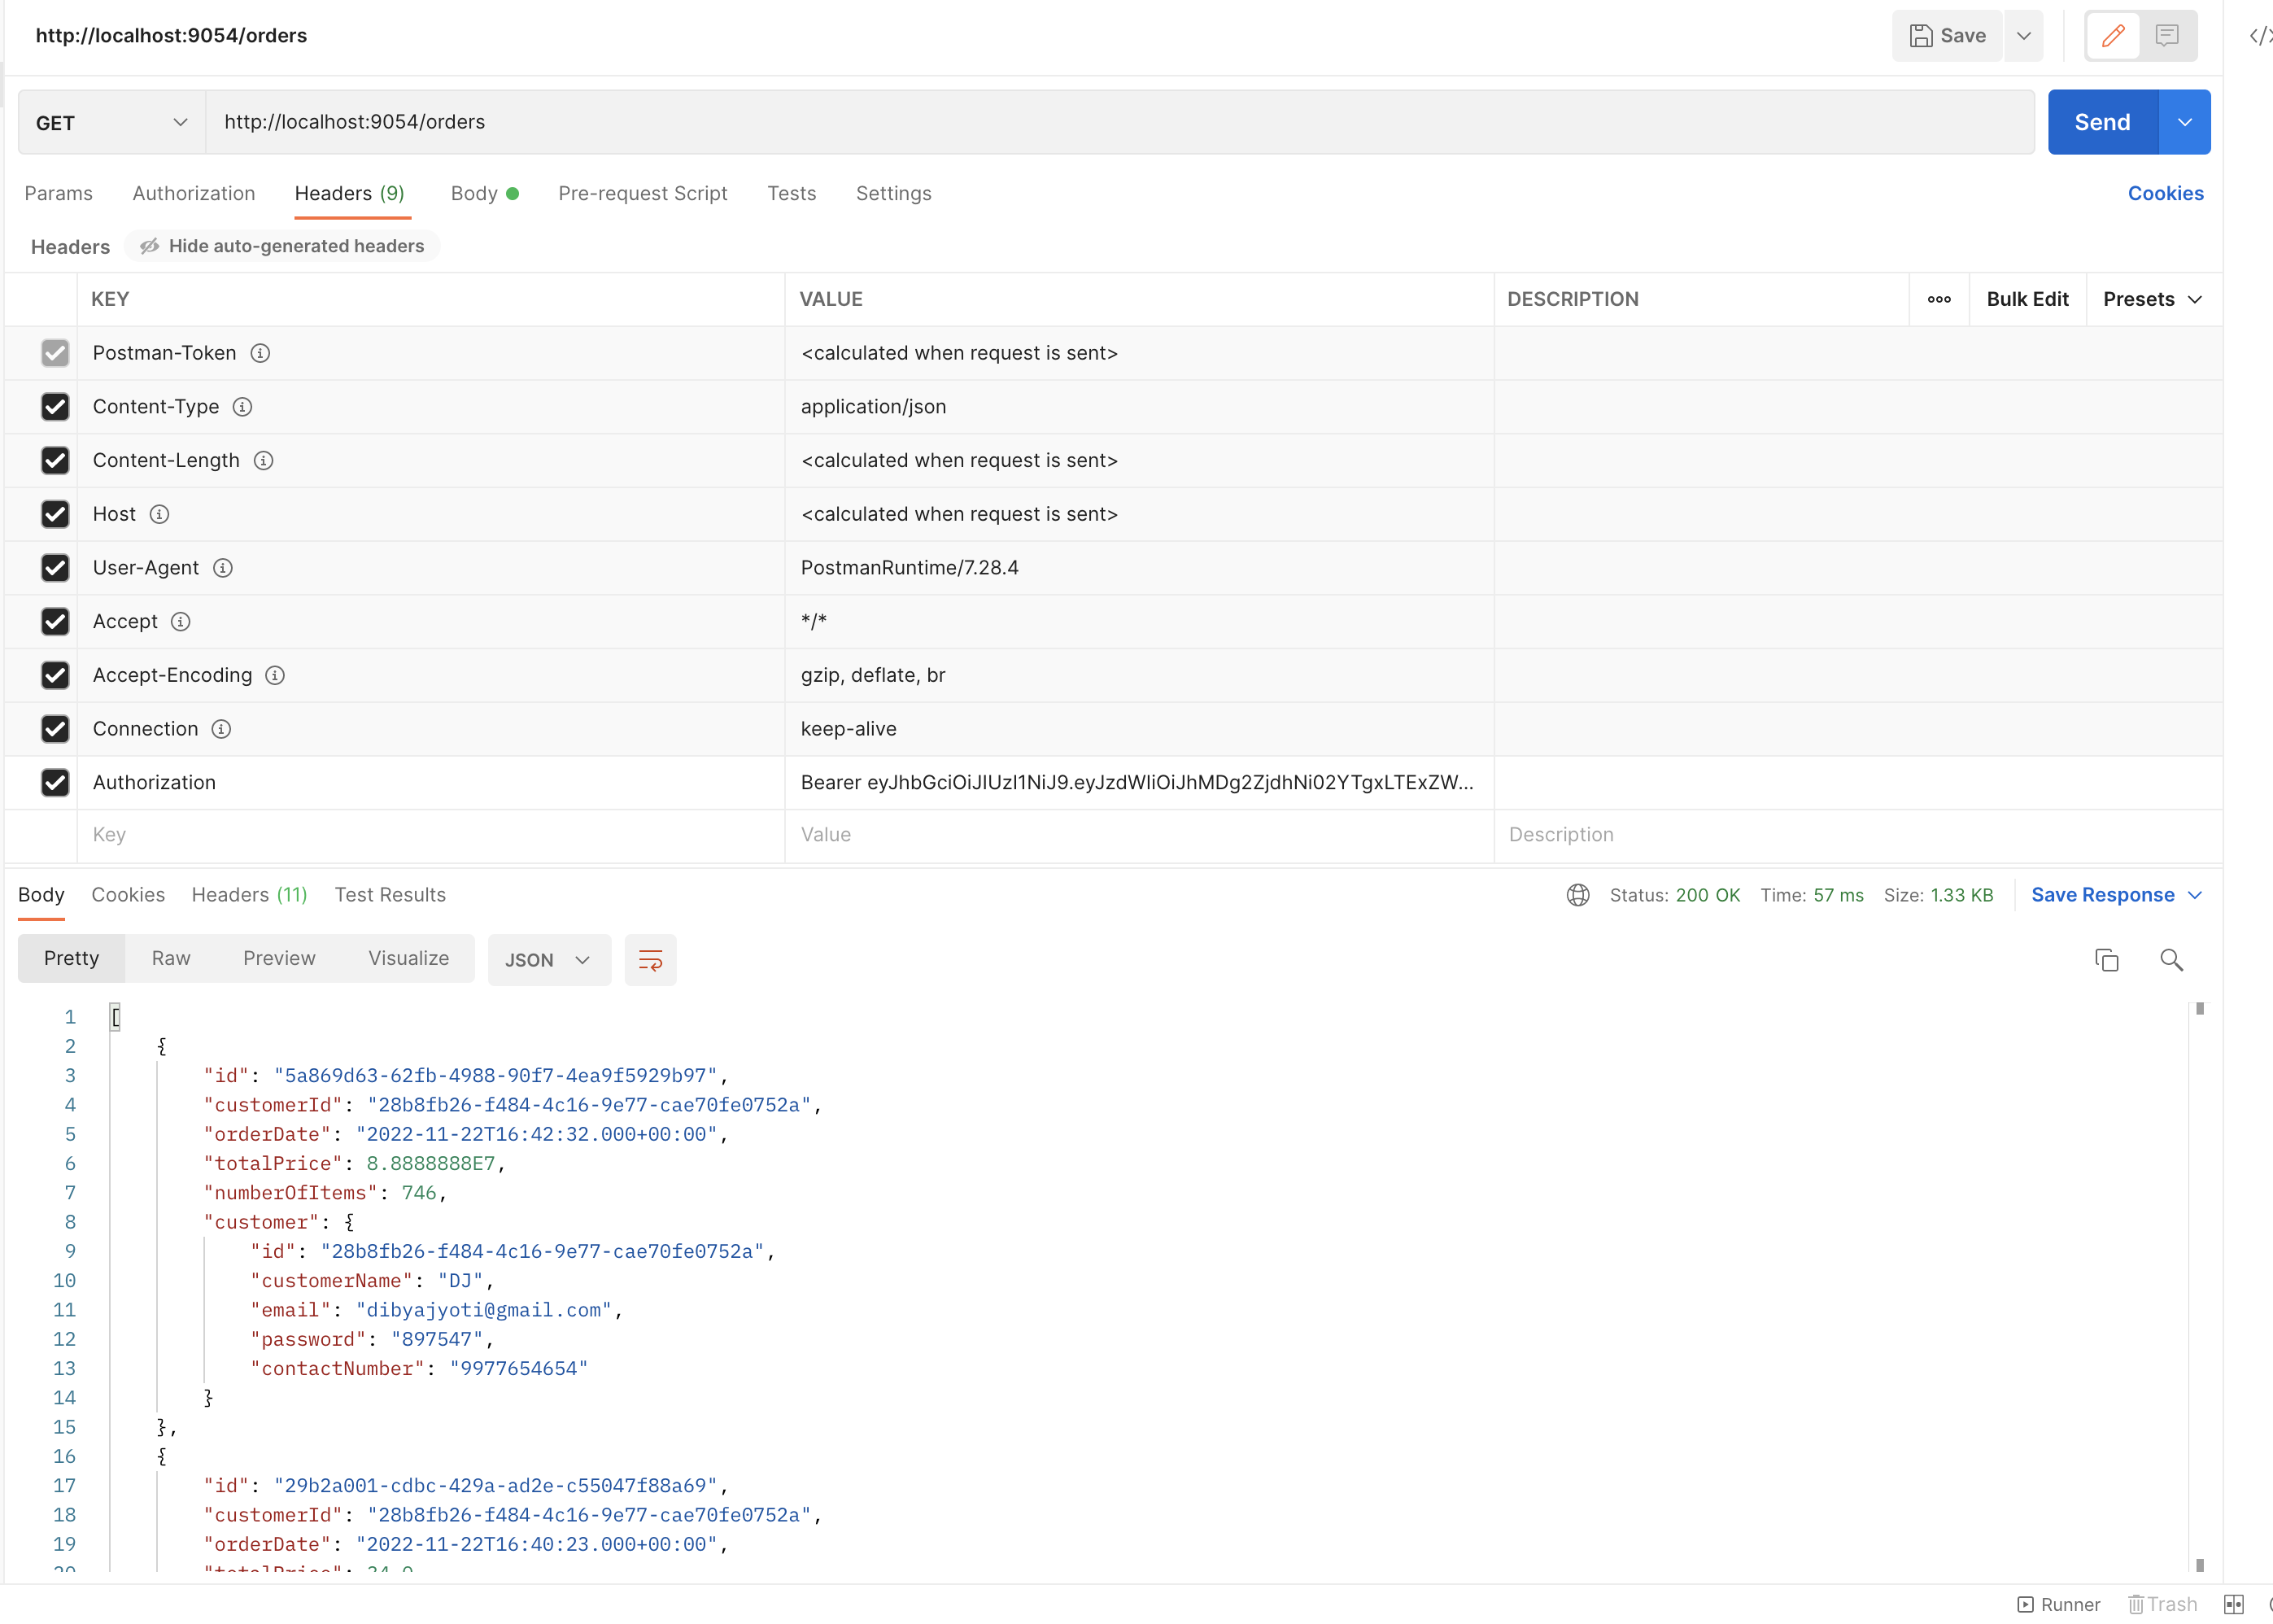 http://localhost:9054/orders
Save
GET http://localhost:9054/orders Send
Params Authorization Headers (9) Body Pre-request Script Tests Settings Cookies
Headers Hide auto-generated headers
KEY VALUE DESCRIPTION Bulk Edit Presets
Postman-Token <calculated when request is sent>
Content-Type application/json
Content-Length <calculated when request is sent>
Host <calculated when request is sent>
User-Agent PostmanRuntime/7.28.4
Accept */*
Accept-Encoding gzip, deflate, br
Connection keep-alive
Authorization Bearer eyJhbGciOiJIUzI1NiJ9.eyJzdWIiOiJhMDg2ZjdhNi02YTgxLTExZW...
Key Value Description
Body Cookies Headers (11) Test Results Status: 200 OK Time: 57 ms Size: 1.33 KB Save Response
Pretty Raw Preview Visualize JSON
1 [
2 {
3 "id": "5a869d63-62fb-4988-90f7-4ea9f5929b97",
4 "customerId": "28b8fb26-f484-4c16-9e77-cae70fe0752a",
5 "orderDate": "2022-11-22T16:42:32.000+00:00",
6 "totalPrice": 8.8888888E7,
7 "numberOfItems": 746,
8 "customer": {
9 "id": "28b8fb26-f484-4c16-9e77-cae70fe0752a",
10 "customerName": "DJ",
11 "email": "dibyajyoti@gmail.com",
12 "password": "897547",
13 "contactNumber": "9977654654"
14 }
15 },
16 {
17 "id": "29b2a001-cdbc-429a-ad2e-c55047f88a69",
18 "customerId": "28b8fb26-f484-4c16-9e77-cae70fe0752a",
19 "orderDate": "2022-11-22T16:40:23.000+00:00",
20 "totalPrice": 34.0
Runner Trash